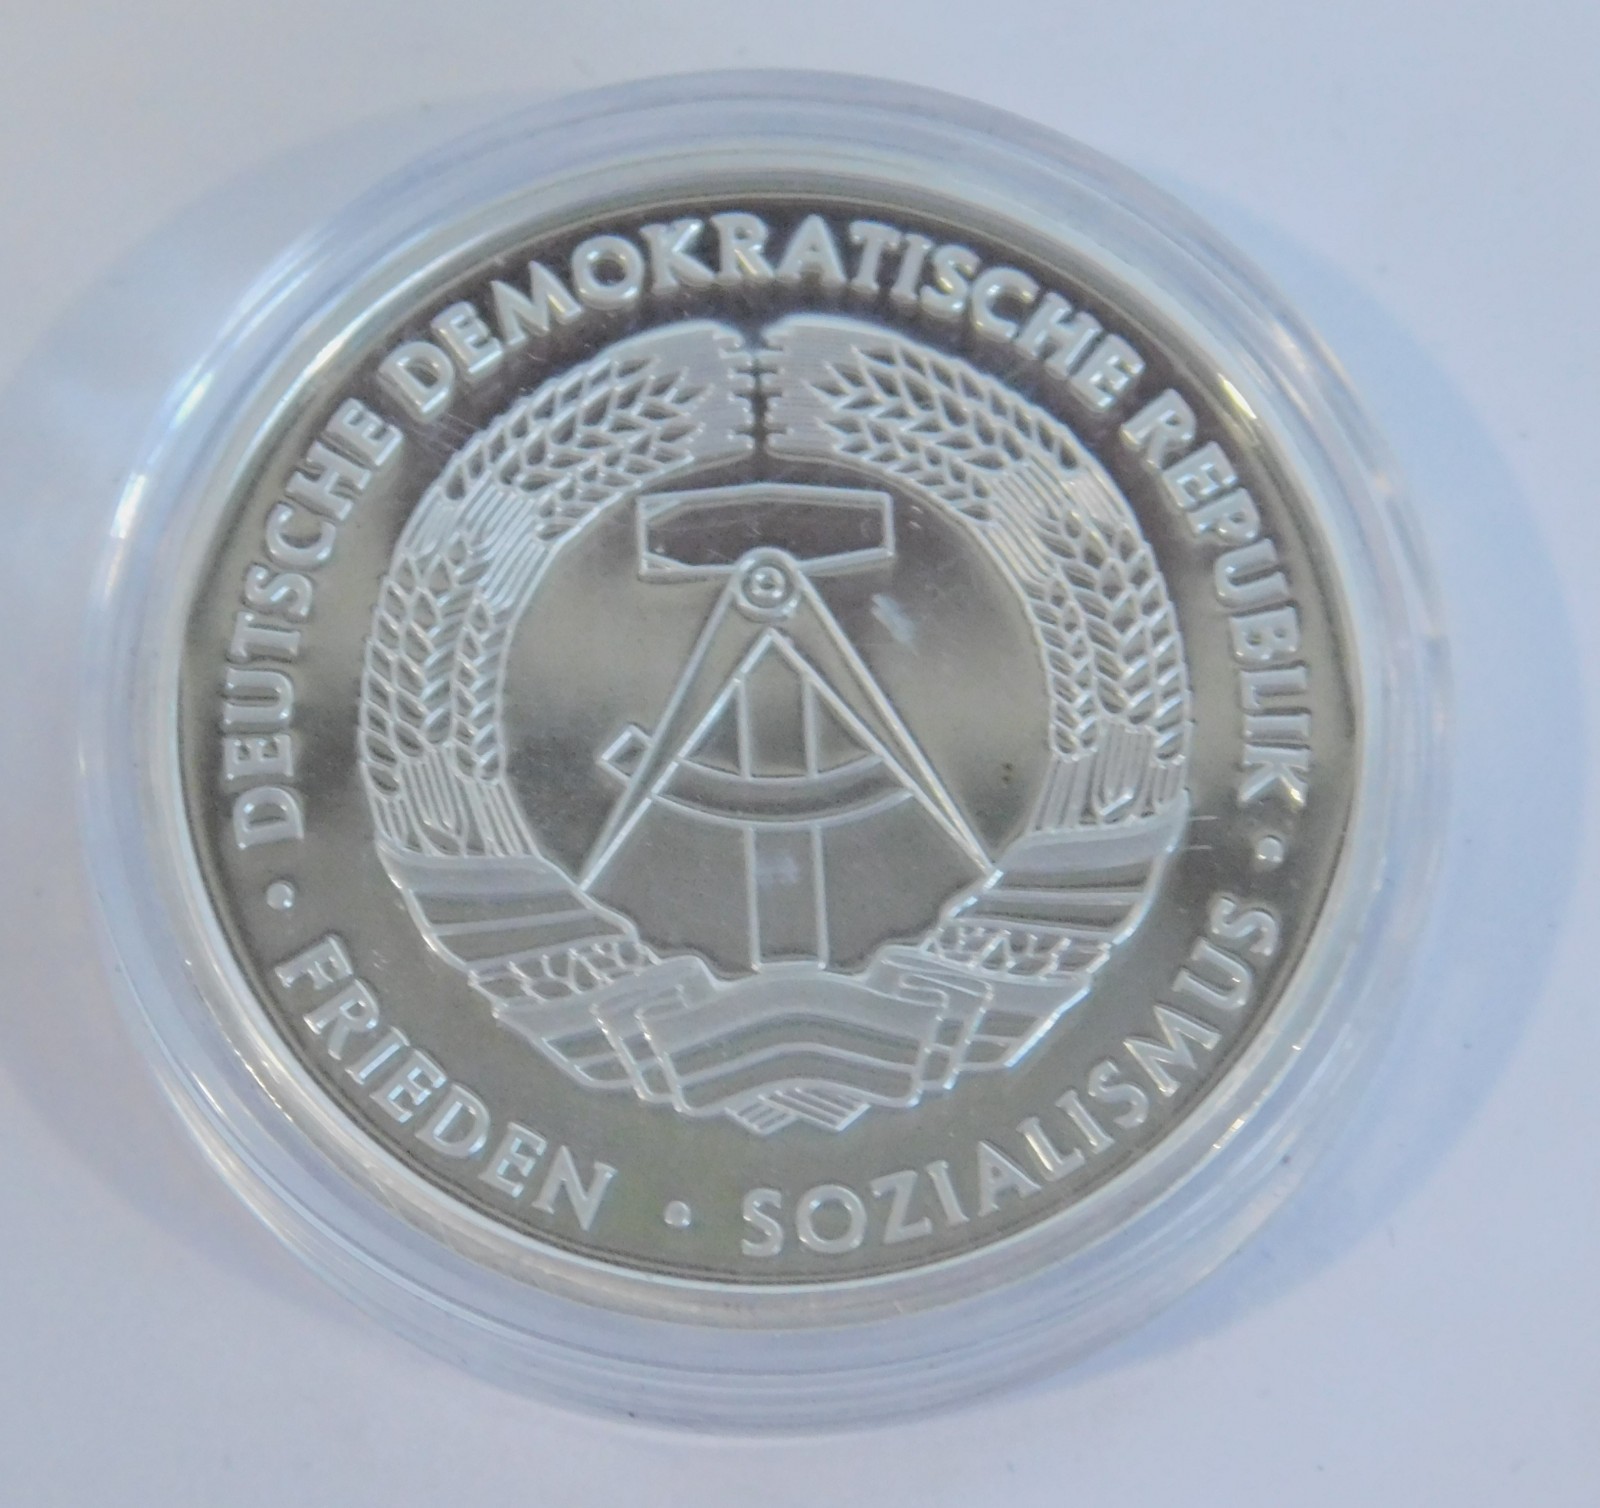 DEUTSCHE DEMOKRATISCHE REPUBLIK
· FRIEDEN · SOZIALISMUS ·